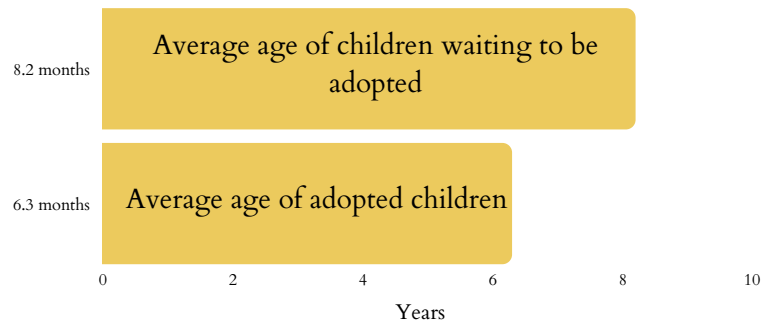 Average age of children waiting to be
adopted
8.2 months
Average age of adopted children
6.3 months
0 2 4 6 8 10
Years